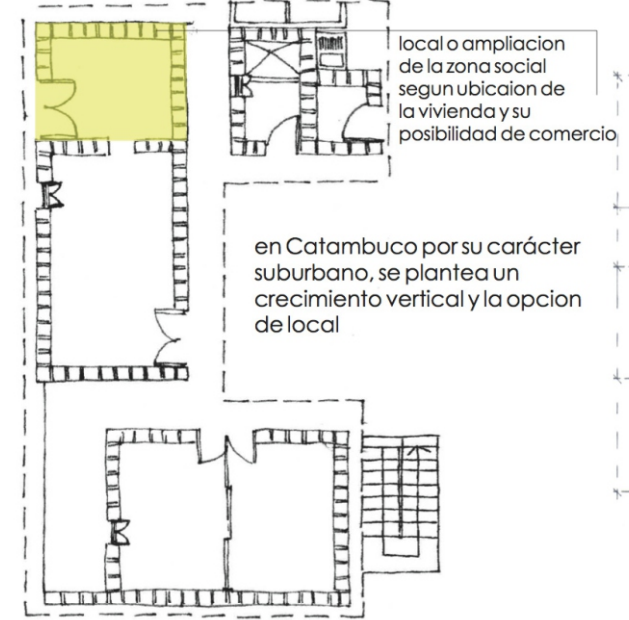 local o ampliacion
de la zona social
segun ubicaion de
la vivienda y su
posibilidad de comercio
en Catambuco por su carácter
suburbano, se plantea un
crecimiento vertical y la opcion
de local